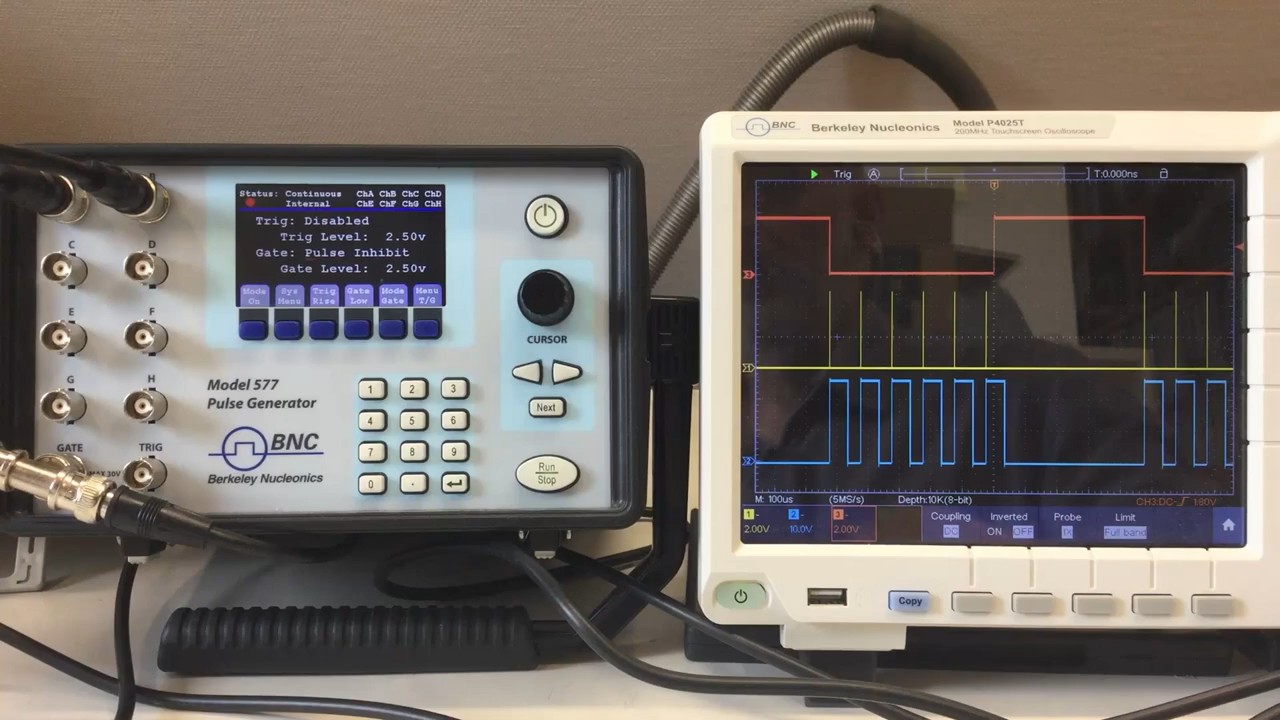 Status: Continuous ChA ChB ChC ChD
Internal ChE ChF ChG ChH
Trig: Disabled
Trig Level: 2.50v
Gate: Pulse Inhibit
Gate Level: 2.50v
Mode On
Sys Menu
Trig Rise
Gate Low
Mode Gate
Menu T/G
C
D
E
F
G
H
GATE
TRIG
MAX 30V
CURSOR
Next
Run
Stop
1 2 3
4 5 6
7 8 9
0 .
Model 577
Pulse Generator
BNC
Berkeley Nucleonics
BNC Berkeley Nucleonics Model P4025T
200MHz Touchscreen Oscilloscope
Trig A T:0.000ns
T
3
1
2
M: 100us (5MS/s) Depth:10K(8-bit) CH3:DC- 1.80V
1 2.00V
2 10.0V
3 2.00V
Coupling
DC
Inverted
ON OFF
Probe
1X
Limit
Full band
Copy